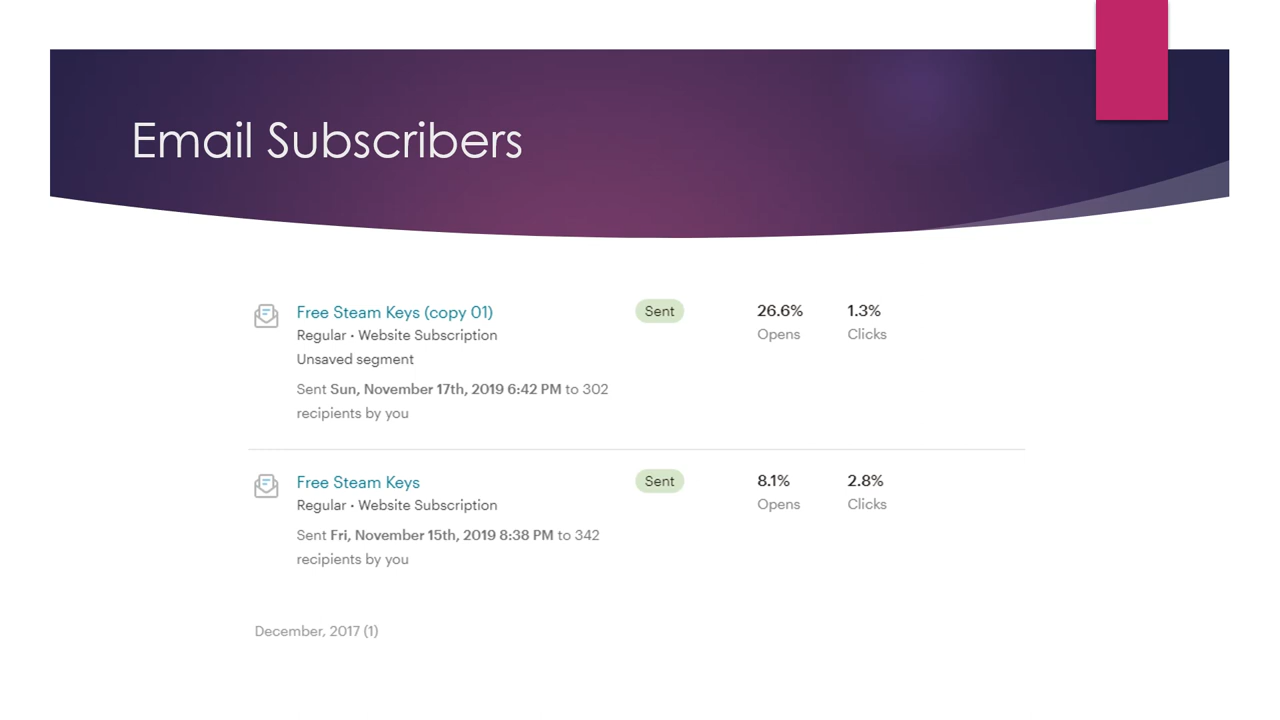 Email Subscribers
Free Steam Keys (copy 01)
Sent
26.6%
1.3%
Regular • Website Subscription
Opens
Clicks
Unsaved segment
Sent Sun, November 17th, 2019 6:42 PM to 302
recipients by you
Free Steam Keys
Sent
8.1%
2.8%
Regular • Website Subscription
Opens
Clicks
Sent Fri, November 15th, 2019 8:38 PM to 342
recipients by you
December, 2017 (1)